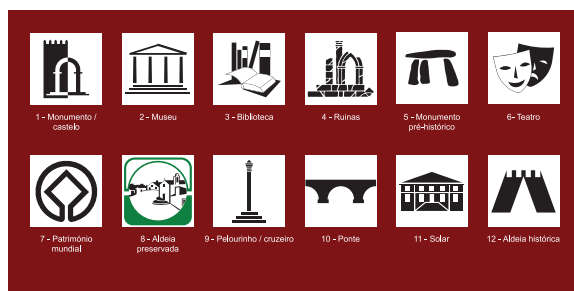 1 - Monumento /
castelo
2 - Museu
3 - Biblioteca
4 - Ruinas
5 - Monumento
pré-histórico
6- Teatro
7 - Património
mundial
8 - Aldeia
preservada
9 - Pelourinho / cruzeiro
10 - Ponte
11 - Solar
12 - Aldeia histórica